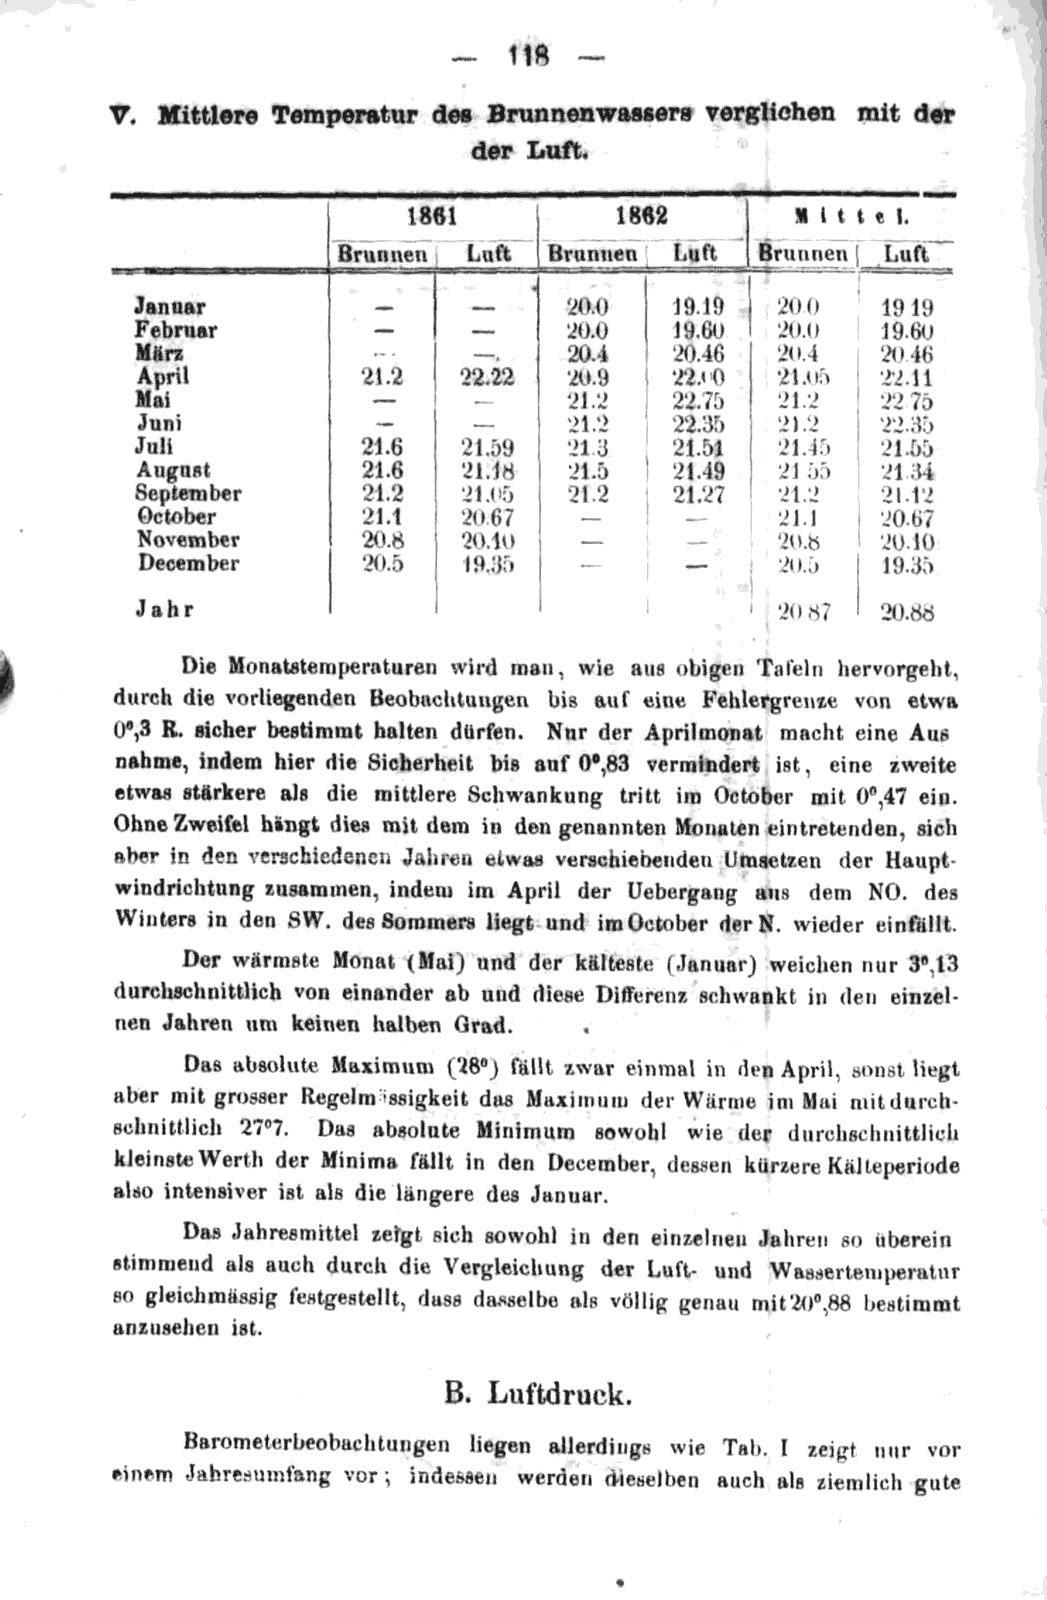 — 118 —
V. Mittlere Temperatur des Brunnenwassers verglichen mit der
der Luft.
1861 1862 Mittel.
Brunnen Luft Brunnen Luft Brunnen Luft
Januar — — 20.0 19.19 20.0 19 19
Februar — — 20.0 19.60 20.0 19.60
März — —. 20.4 20.46 20.4 20.46
April 21.2 22.22 20.9 22.00 21.05 22.11
Mai — — 21.2 22.75 21.2 22 75
Juni — — 21.2 22.35 21.2 22.35
Juli 21.6 21.59 21.3 21.51 21.45 21.55
August 21.6 21.18 21.5 21.49 21 55 21.34
September 21.2 21.05 21.2 21.27 21.2 21.12
October 21.1 20.67 — — 21.1 20.67
November 20.8 20.10 — — 20.8 20.10
December 20.5 19.35 — — 20.5 19.35
Jahr 20 87 20.88
Die Monatstemperaturen wird man, wie aus obigen Tafeln hervorgeht,
durch die vorliegenden Beobachtungen bis auf eine Fehlergrenze von etwa
0°,3 R. sicher bestimmt halten dürfen. Nur der Aprilmonat macht eine Aus
nahme, indem hier die Sicherheit bis auf 0°,83 vermindert ist, eine zweite
etwas stärkere als die mittlere Schwankung tritt im October mit 0°,47 ein.
Ohne Zweifel hängt dies mit dem in den genannten Monaten eintretenden, sich
aber in den verschiedenen Jahren etwas verschiebenden Umsetzen der Haupt-
windrichtung zusammen, indem im April der Uebergang aus dem NO. des
Winters in den SW. des Sommers liegt und im October der N. wieder einfällt.
Der wärmste Monat (Mai) und der kälteste (Januar) weichen nur 3°,13
durchschnittlich von einander ab und diese Differenz schwankt in den einzel-
nen Jahren um keinen halben Grad.
Das absolute Maximum (28°) fällt zwar einmal in den April, sonst liegt
aber mit grosser Regelmässigkeit das Maximum der Wärme im Mai mit durch-
schnittlich 27°7. Das absolute Minimum sowohl wie der durchschnittlich
kleinste Werth der Minima fällt in den December, dessen kürzere Kälteperiode
also intensiver ist als die längere des Januar.
Das Jahresmittel zeigt sich sowohl in den einzelnen Jahren so überein
stimmend als auch durch die Vergleichung der Luft- und Wassertemperatur
so gleichmässig festgestellt, dass dasselbe als völlig genau mit 20°,88 bestimmt
anzusehen ist.
B. Luftdruck.
Barometerbeobachtungen liegen allerdings wie Tab. I zeigt nur vor
einem Jahresumfang vor; indessen werden dieselben auch als ziemlich gute